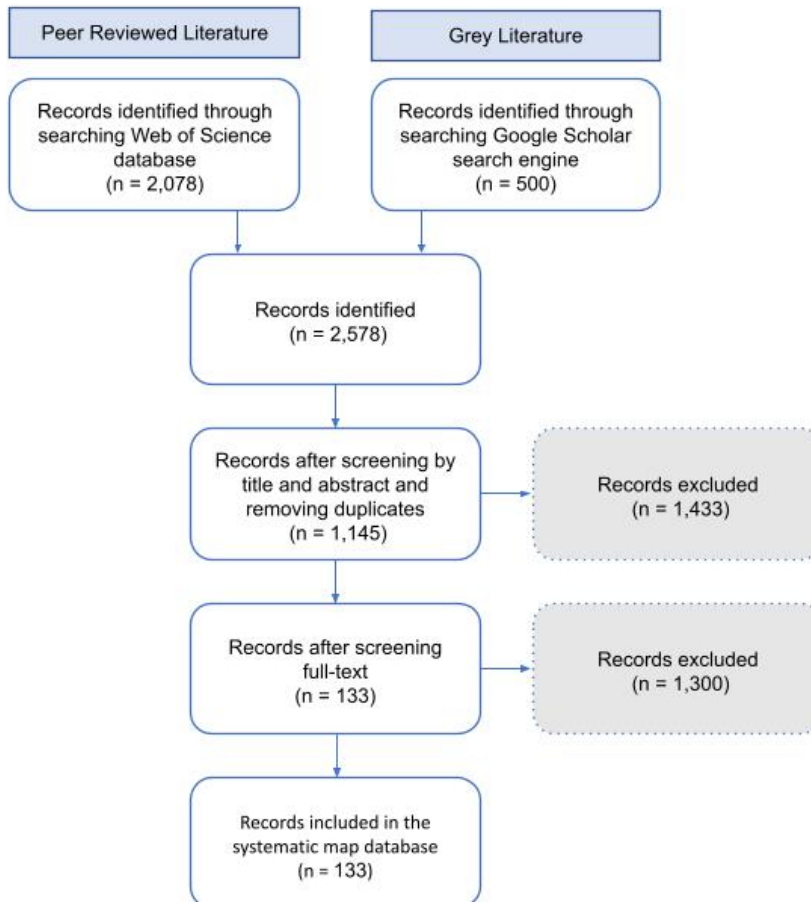 Peer Reviewed Literature
Grey Literature
Records identified through
searching Web of Science
database
(n = 2,078)
Records identified through
searching Google Scholar
search engine
(n = 500)
Records identified
(n = 2,578)
Records after screening by
title and abstract and
removing duplicates
(n = 1,145)
Records excluded
(n = 1,433)
Records after screening
full-text
(n = 133)
Records excluded
(n = 1,300)
Records included in the
systematic map database
(n = 133)